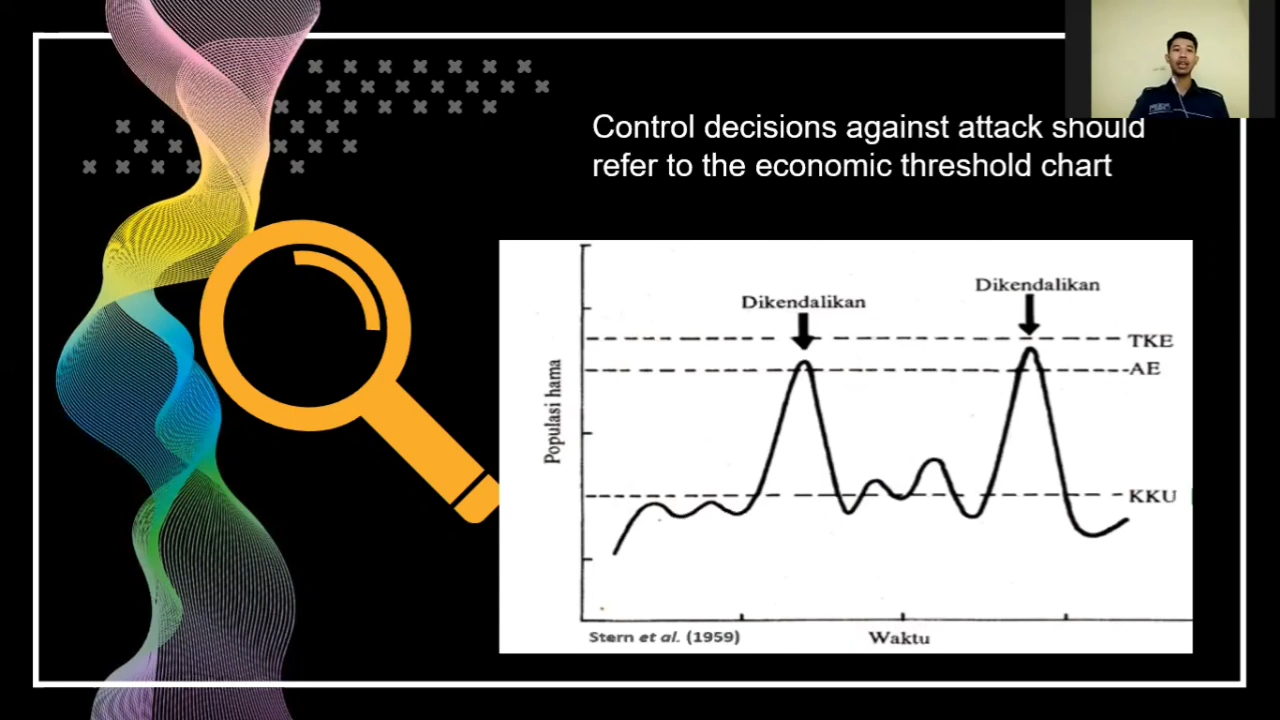 Control decisions against attack should
refer to the economic threshold chart
Dikendalikan
Dikendalikan
TKE
AE
Populasi hama
KKU
Stern et al. (1959)
Waktu